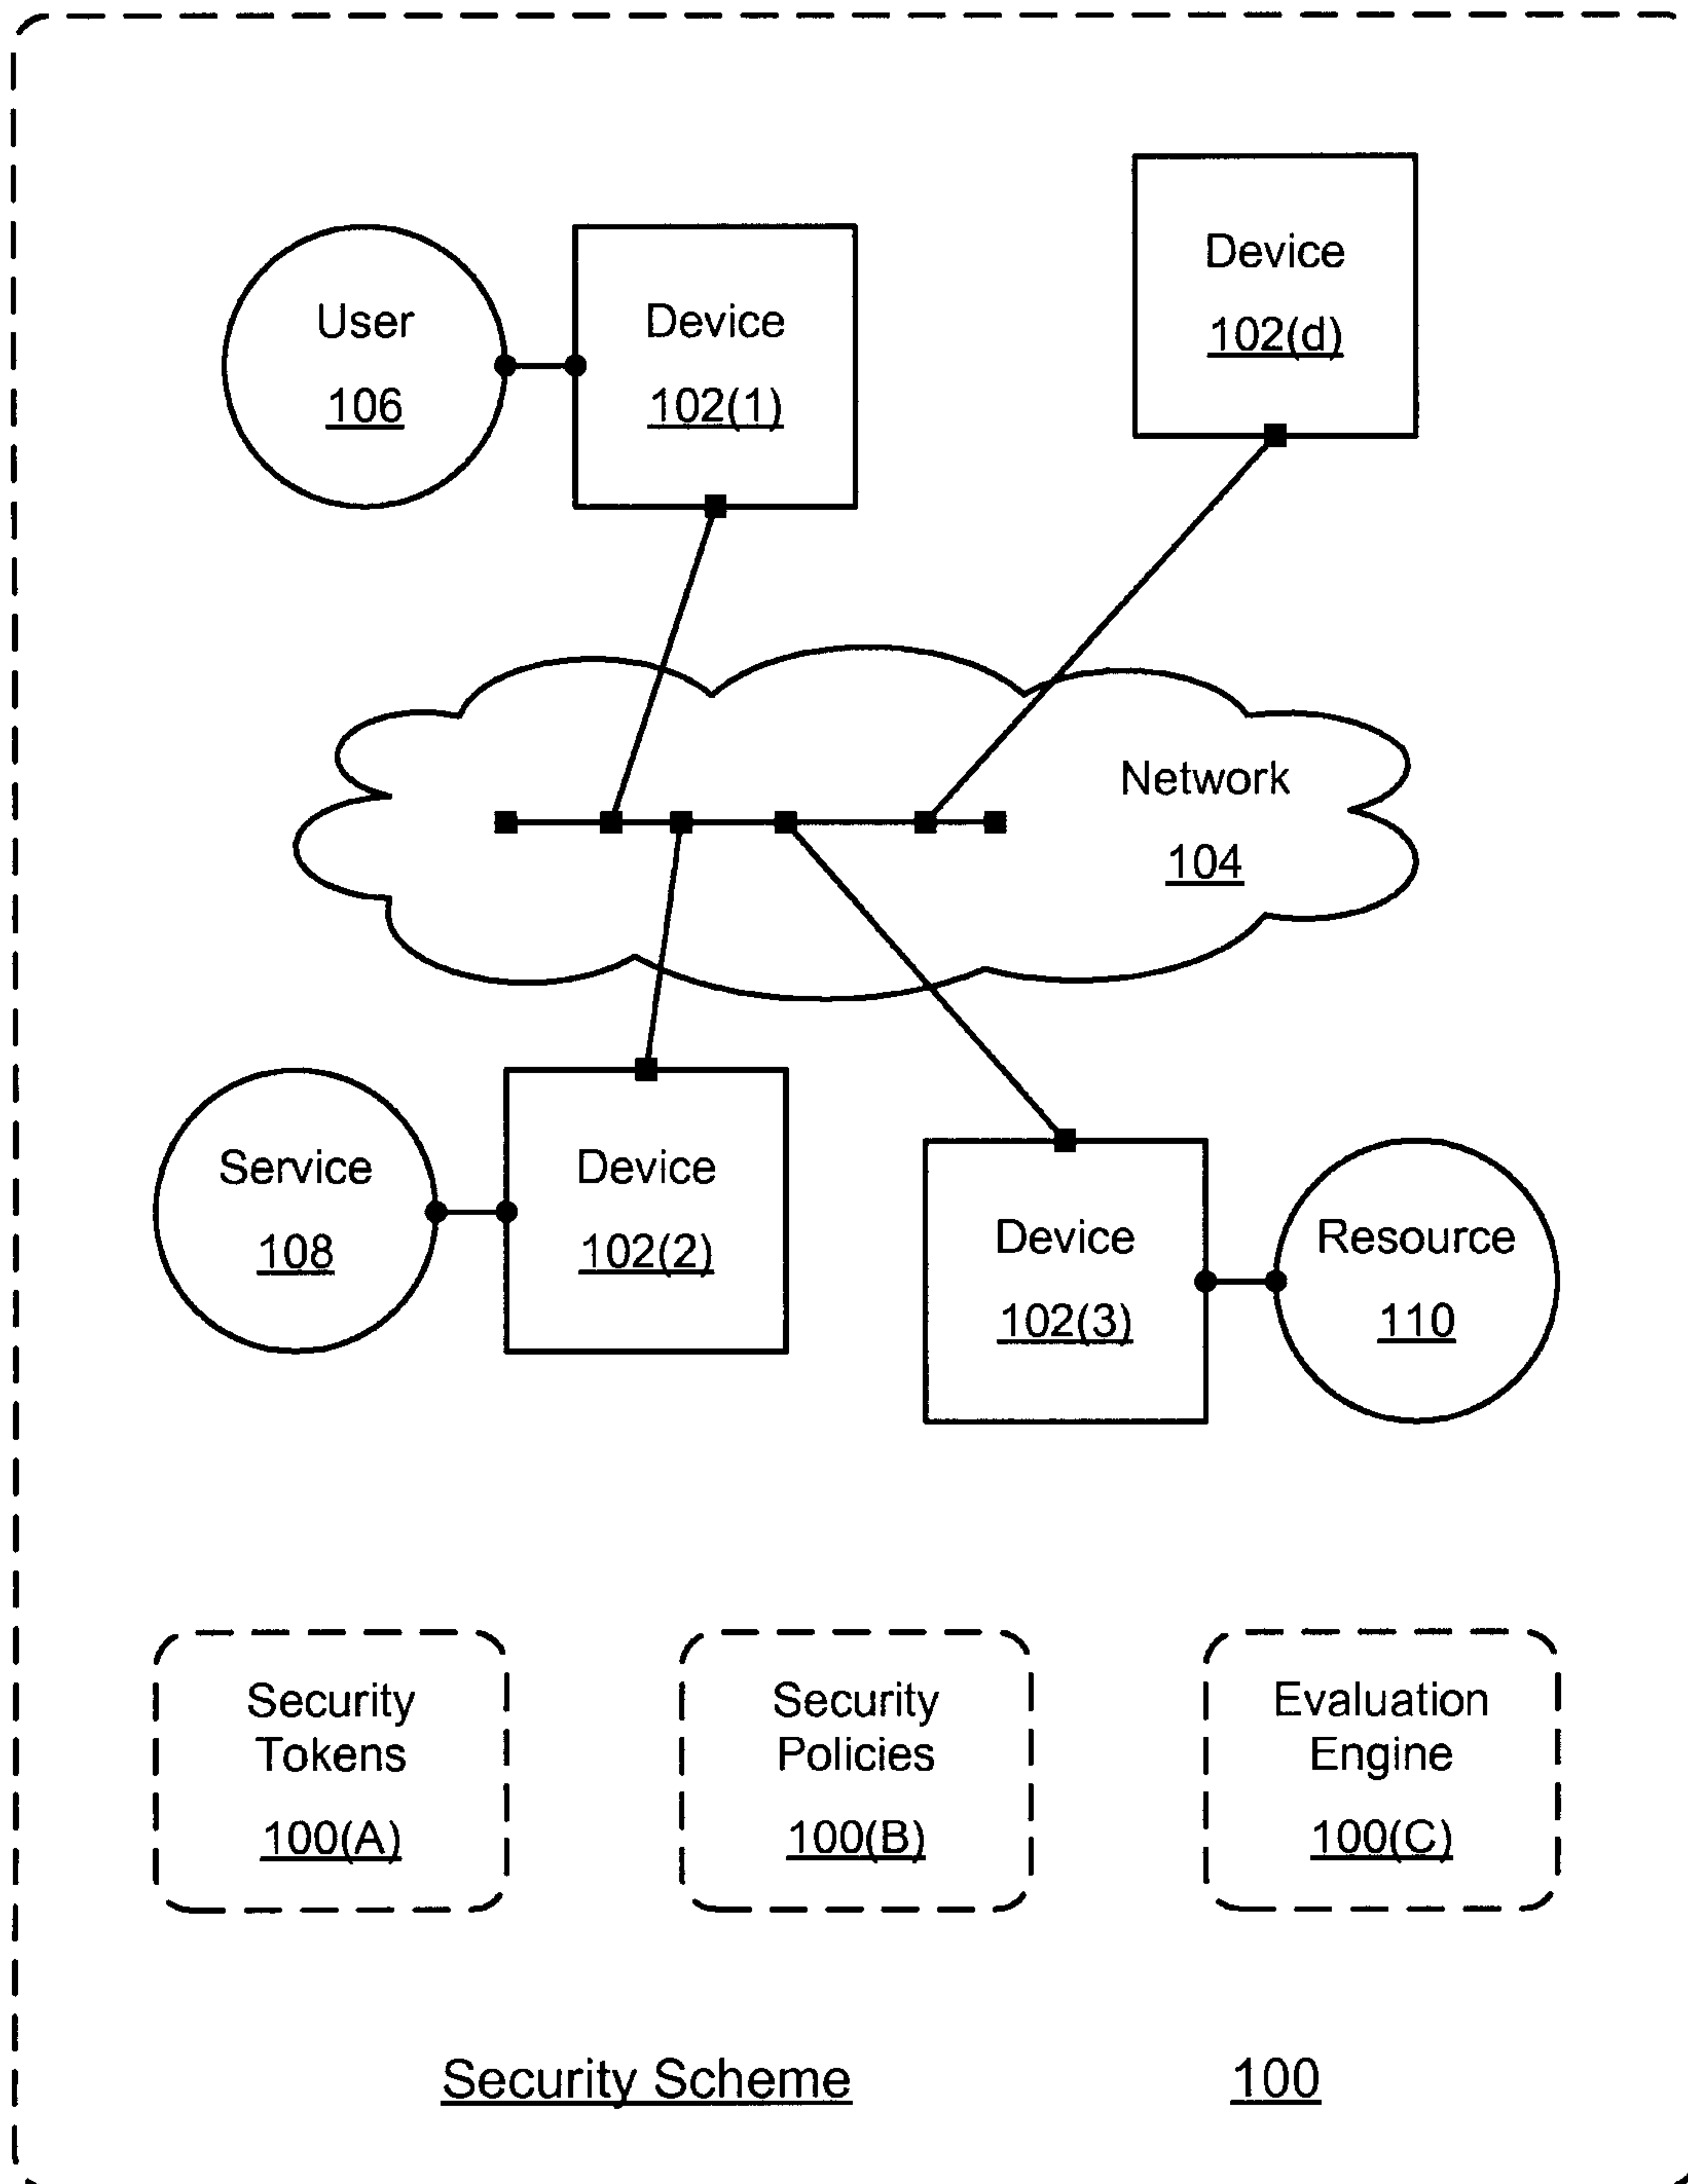 Device
102(d)
User
106
Device
102(1)
Network
104
Service
108
Device
102(2)
Device
102(3)
Resource
110
Security
Tokens
100(A)
Security
Policies
100(B)
Evaluation
Engine
100(C)
Security Scheme
100